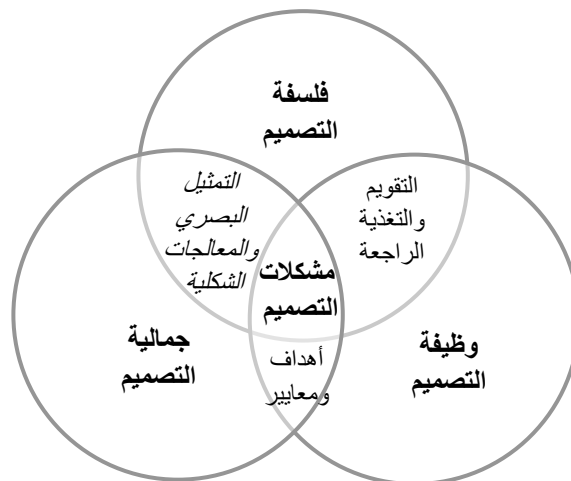 فلسفة
التصميم
التقويم
والتغذية
الراجعة
التمثيل
البصري
والمعالجات
الشكلية
مشكلات
التصميم
وظيفة
التصميم
جمالية
التصميم
أهداف
ومعايير